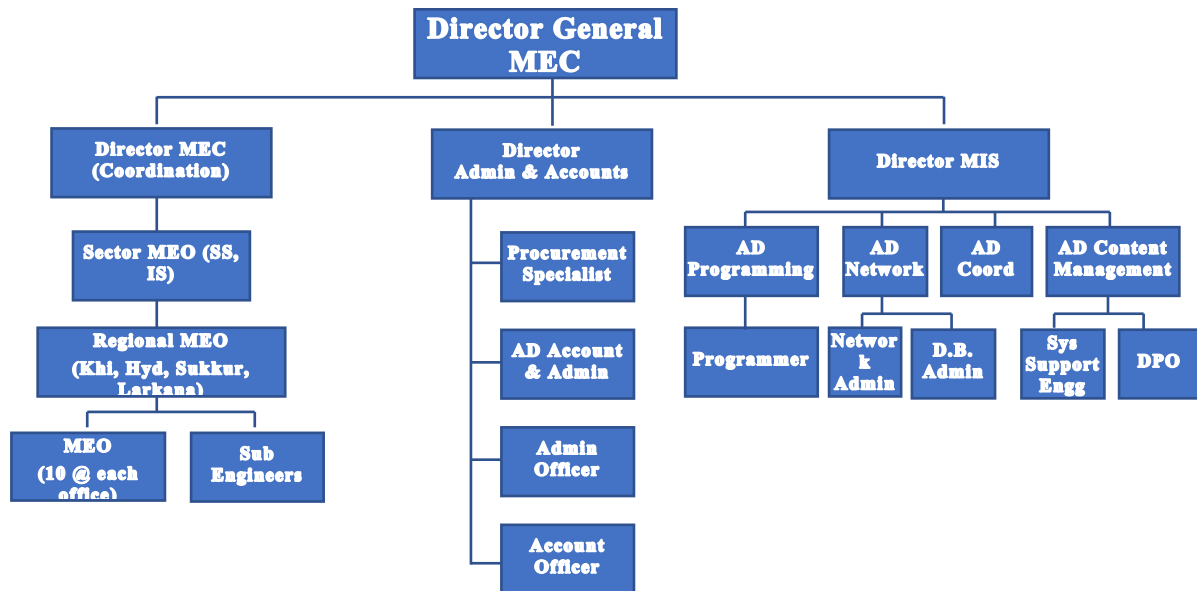 Director General
MEC
Director MEC
(Coordination)
Director
Admin & Accounts
Director MIS
Sector MEO (SS,
IS)
Procurement
Specialist
AD
Programming
AD
Network
AD
Coord
AD Content
Management
Regional MEO
(Khi, Hyd, Sukkur,
Larkana)
AD Account
& Admin
Programmer
Networ
k
Admin
D.B.
Admin
Sys
Support
Engg
DPO
MEO
(10 @ each
office)
Sub
Engineers
Admin
Officer
Account
Officer